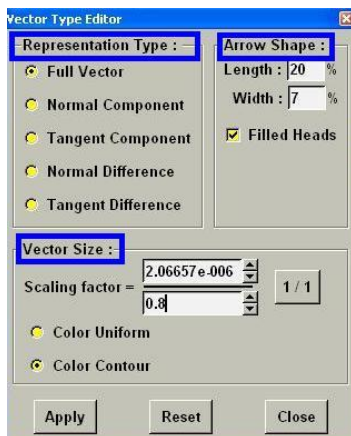 Vector Type Editor
Representation Type :
Full Vector
Normal Component
Tangent Component
Normal Difference
Tangent Difference
Arrow Shape :
Length : 20 %
Width : 7 %
Filled Heads
Vector Size :
Scaling factor =
2.06657e-006
0.8
1 / 1
Color Uniform
Color Contour
Apply Reset Close